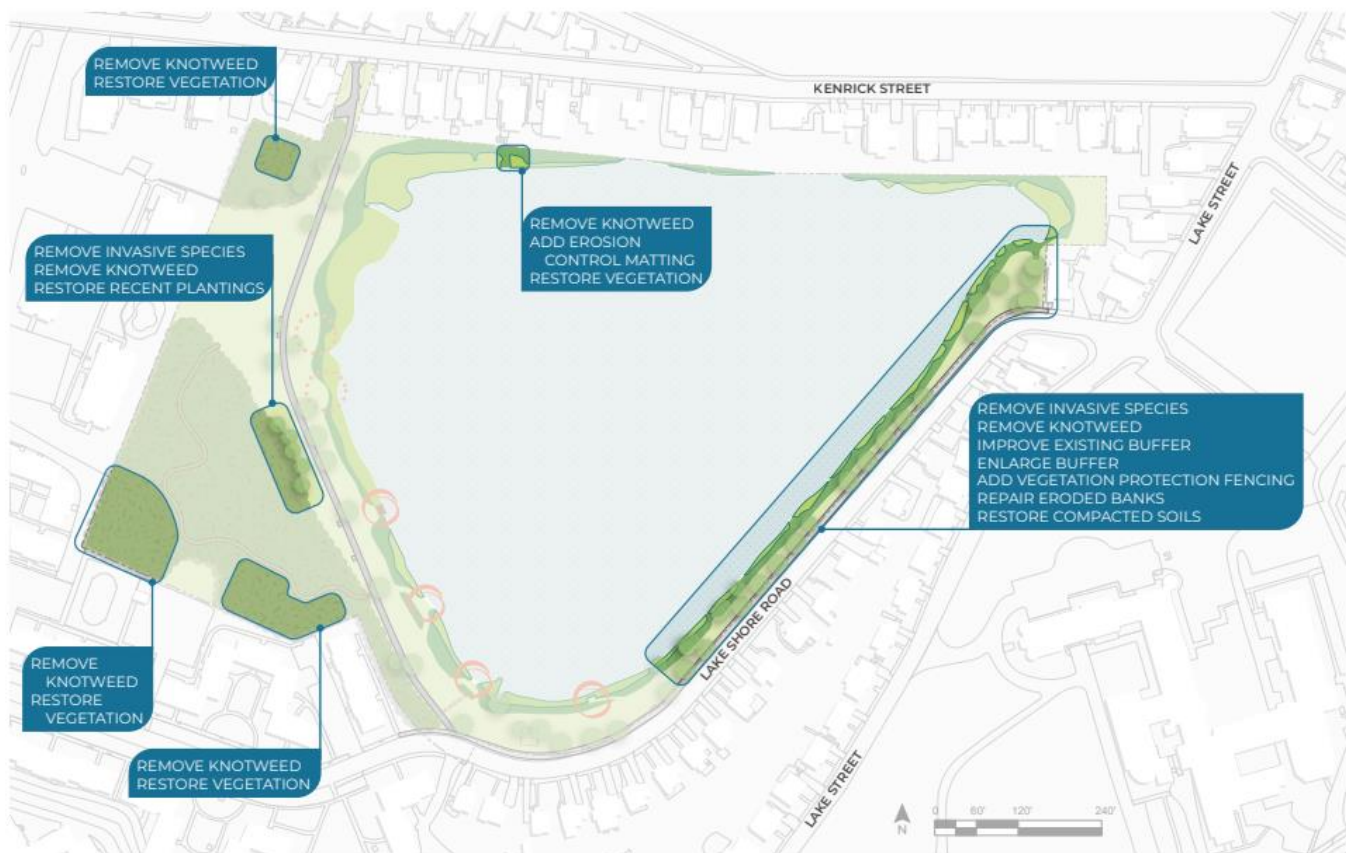 REMOVE KNOTWEED
RESTORE VEGETATION
KENRICK STREET
LAKE STREET
REMOVE KNOTWEED
ADD EROSION
CONTROL MATTING
RESTORE VEGETATION
REMOVE INVASIVE SPECIES
REMOVE KNOTWEED
RESTORE RECENT PLANTINGS
REMOVE INVASIVE SPECIES
REMOVE KNOTWEED
IMPROVE EXISTING BUFFER
ENLARGE BUFFER
ADD VEGETATION PROTECTION FENCING
REPAIR ERODED BANKS
RESTORE COMPACTED SOILS
LAKE SHORE ROAD
REMOVE
KNOTWEED
RESTORE
VEGETATION
REMOVE KNOTWEED
RESTORE VEGETATION
LAKE STREET
N
0 60' 120' 240'